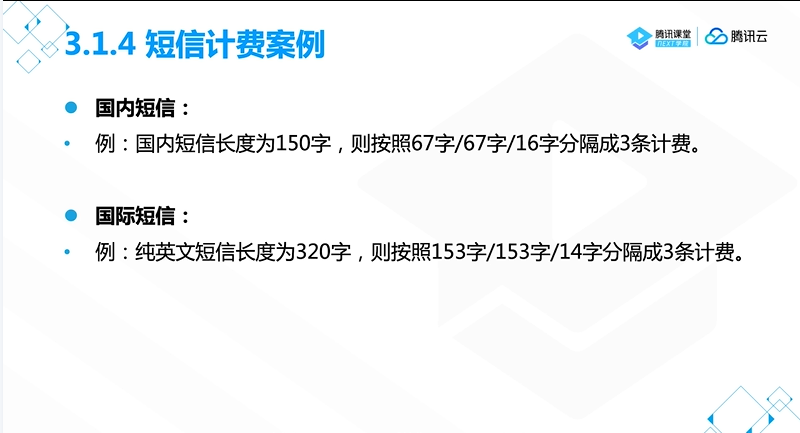 3.1.4 短信计费案例
腾讯课堂
NEXT学院
腾讯云
国内短信：
例：国内短信长度为150字，则按照67字/67字/16字分隔成3条计费。
国际短信：
例：纯英文短信长度为320字，则按照153字/153字/14字分隔成3条计费。